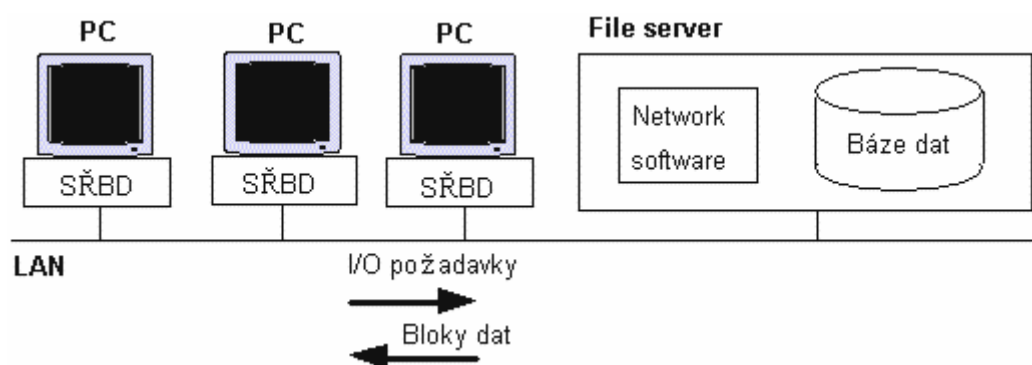 PC
PC
PC
File server
SŘBD
SŘBD
SŘBD
Network
software
Báze dat
LAN
I/O požadavky
Bloky dat